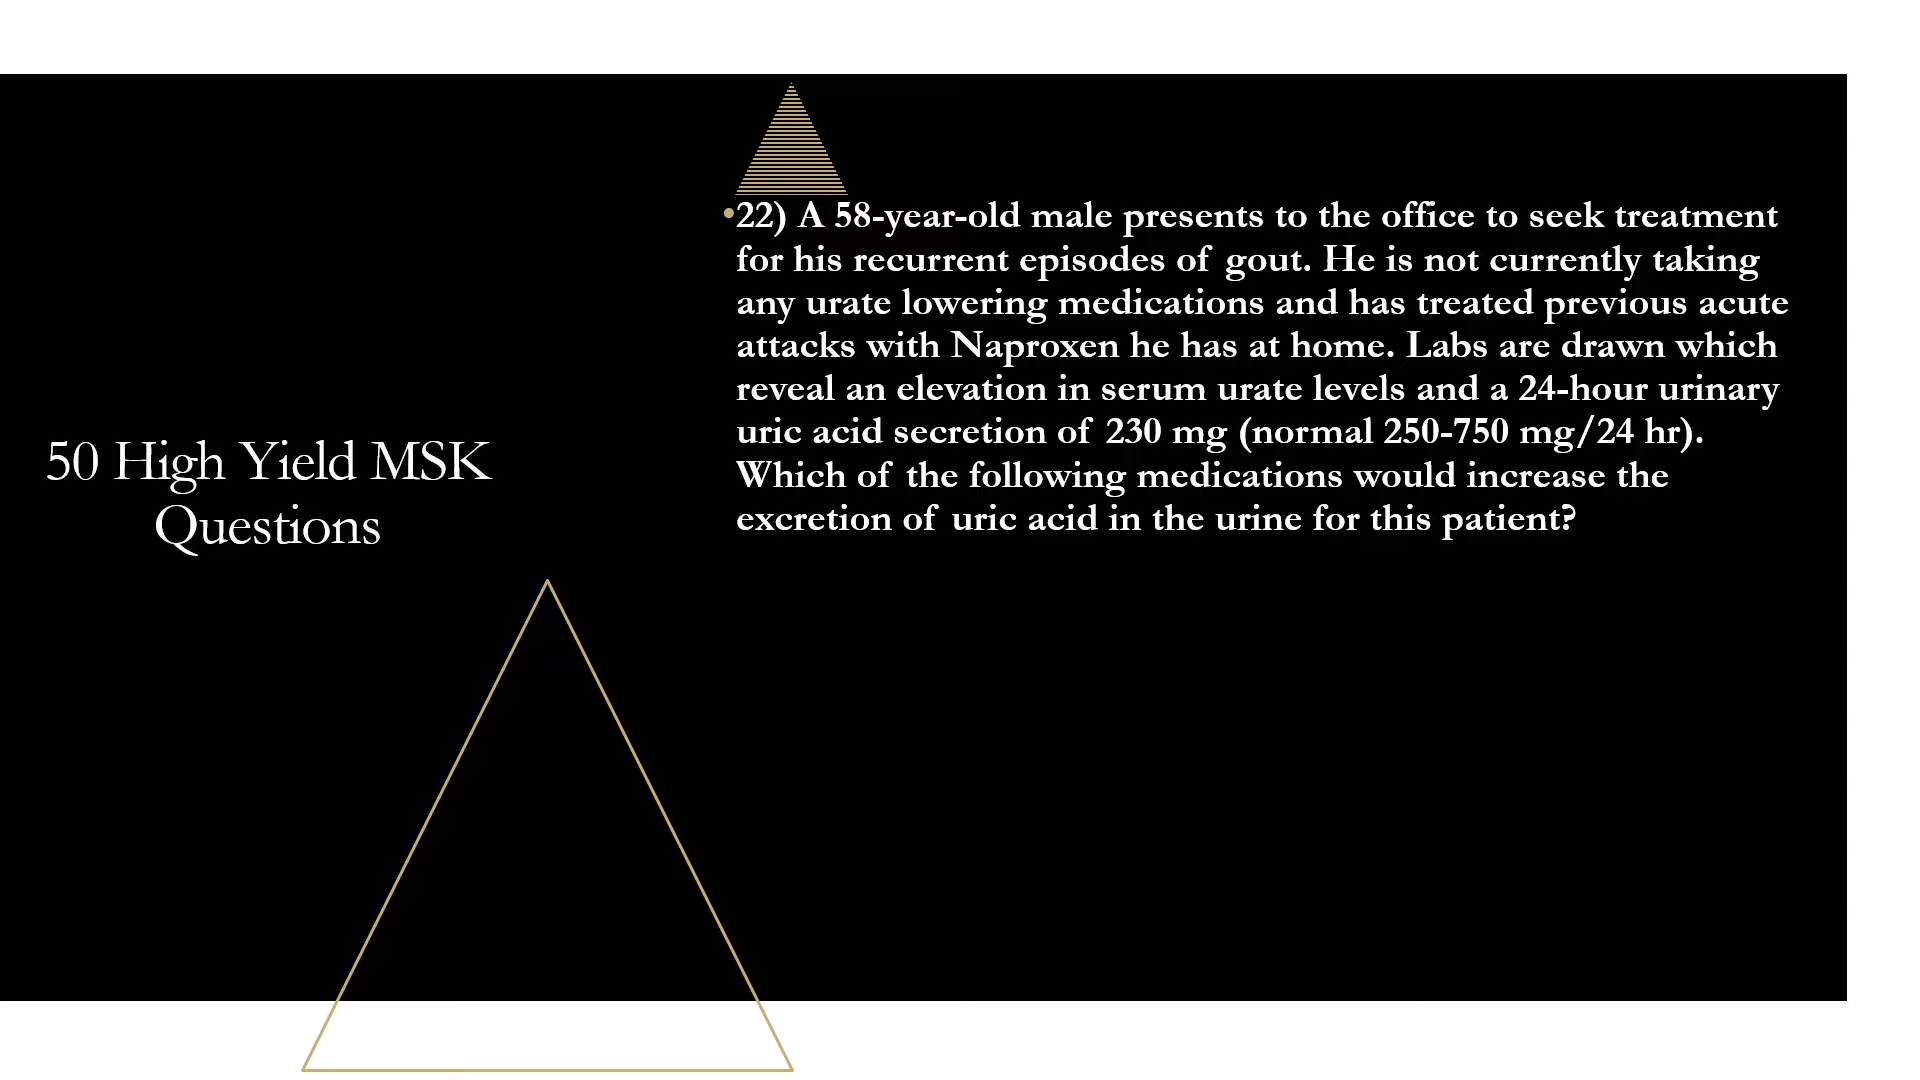 50 High Yield MSK
Questions
•22) A 58-year-old male presents to the office to seek treatment
for his recurrent episodes of gout. He is not currently taking
any urate lowering medications and has treated previous acute
attacks with Naproxen he has at home. Labs are drawn which
reveal an elevation in serum urate levels and a 24-hour urinary
uric acid secretion of 230 mg (normal 250-750 mg/24 hr).
Which of the following medications would increase the
excretion of uric acid in the urine for this patient?